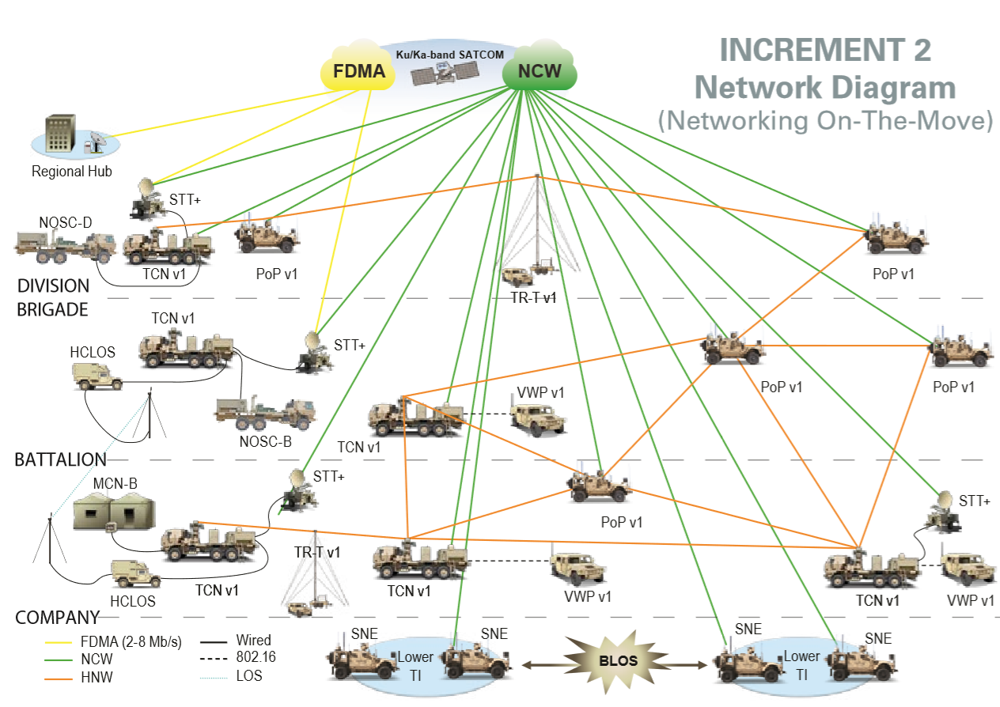 INCREMENT 2
Network Diagram
(Networking On-The-Move)
Ku/Ka-band SATCOM
FDMA
NCW
Regional Hub
STT+
NOSC-D
TCN v1
PoP v1
TR-T v1
PoP v1
DIVISION
BRIGADE
TCN v1
HCLOS
STT+
NOSC-B
VWP v1
TCN v1
PoP v1
PoP v1
BATTALION
MCN-B
STT+
STT+
PoP v1
TR-T v1
TCN v1
HCLOS
TCN v1
VWP v1
TCN v1
VWP v1
COMPANY
FDMA (2-8 Mb/s)
NCW
HNW
Wired
802.16
LOS
SNE
SNE
Lower
TI
BLOS
SNE
SNE
Lower
TI